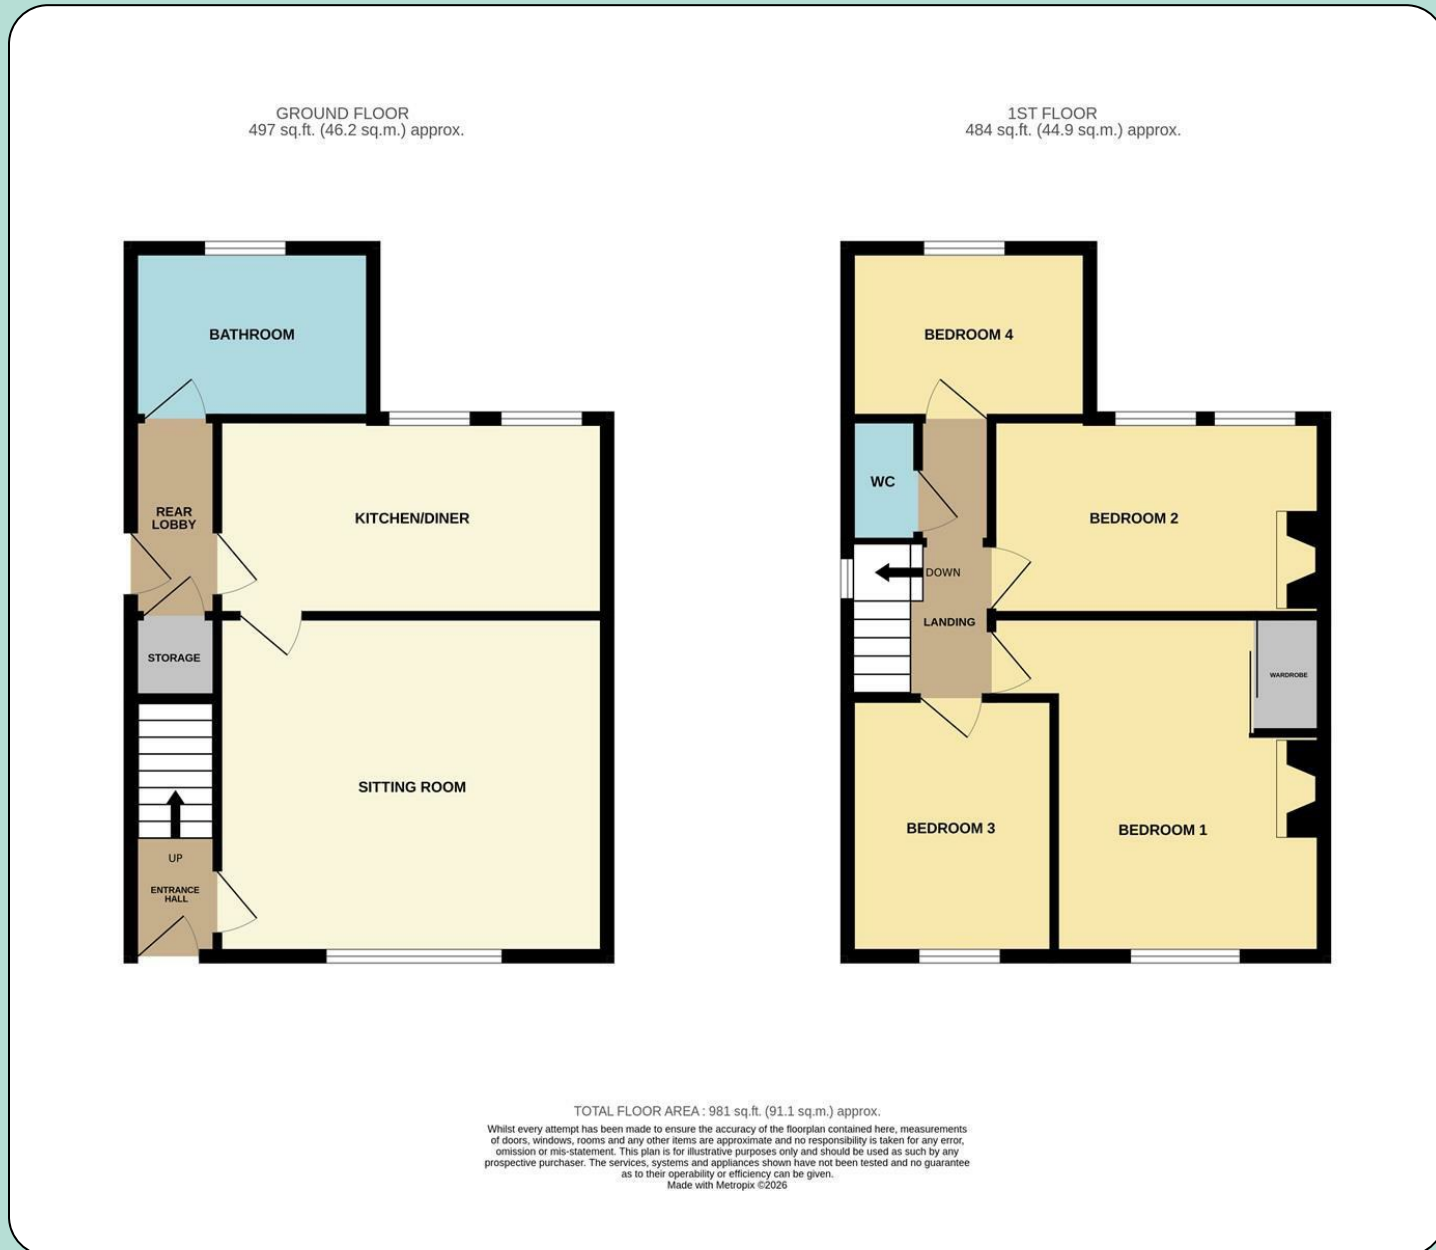 GROUND FLOOR
497 sq.ft. (46.2 sq.m.) approx.
BATHROOM
REAR
LOBBY
KITCHEN/DINER
STORAGE
SITTING ROOM
UP
ENTRANCE
HALL
1ST FLOOR
484 sq.ft. (44.9 sq.m.) approx.
BEDROOM 4
WC
BEDROOM 2
DOWN
LANDING
WARDROBE
BEDROOM 3
BEDROOM 1
TOTAL FLOOR AREA : 981 sq.ft. (91.1 sq.m.) approx.
Whilst every attempt has been made to ensure the accuracy of the floorplan contained here, measurements
of doors, windows, rooms and any other items are approximate and no responsibility is taken for any error,
omission or mis-statement. This plan is for illustrative purposes only and should be used as such by any
prospective purchaser. The services, systems and appliances shown have not been tested and no guarantee
as to their operability or efficiency can be given.
Made with Metropix ©2026